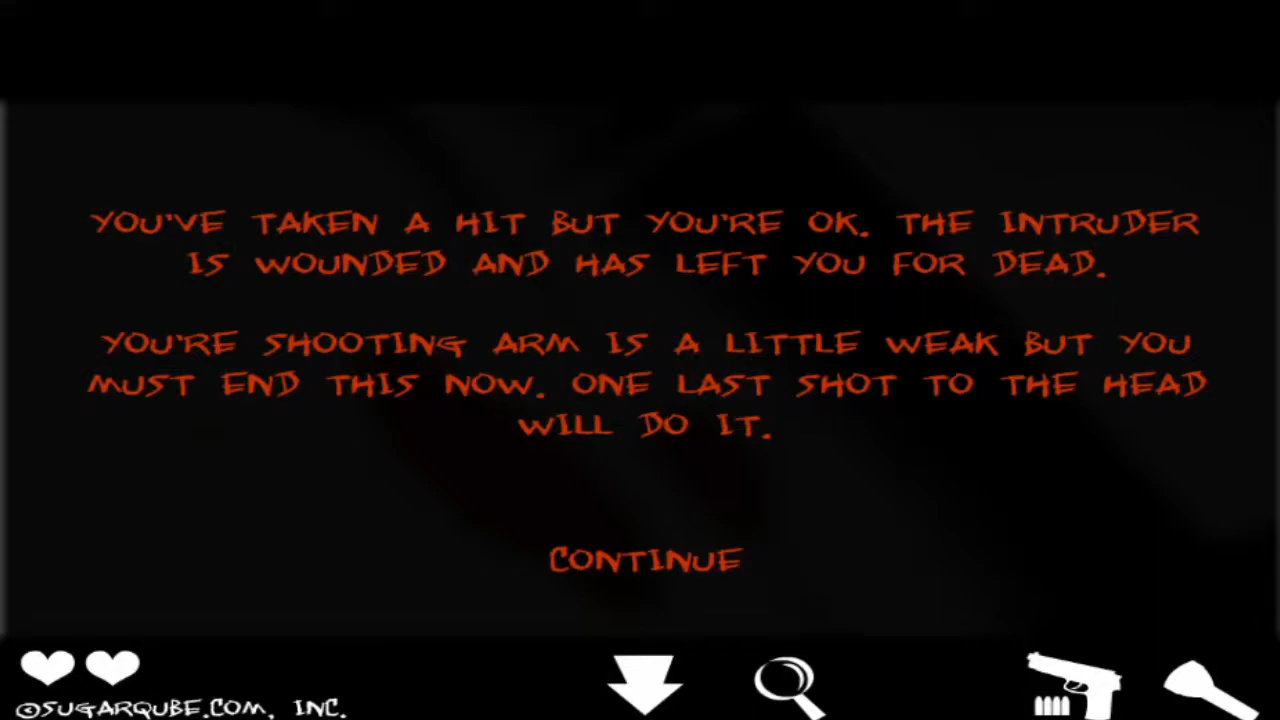 YOU'VE TAKEN A HIT BUT YOU'RE OK. THE INTRUDER
IS WOUNDED AND HAS LEFT YOU FOR DEAD.
YOU'RE SHOOTING ARM IS A LITTLE WEAK BUT YOU
MUST END THIS NOW. ONE LAST SHOT TO THE HEAD
WILL DO IT.
CONTINUE
©SUGARQUBE.COM, INC.